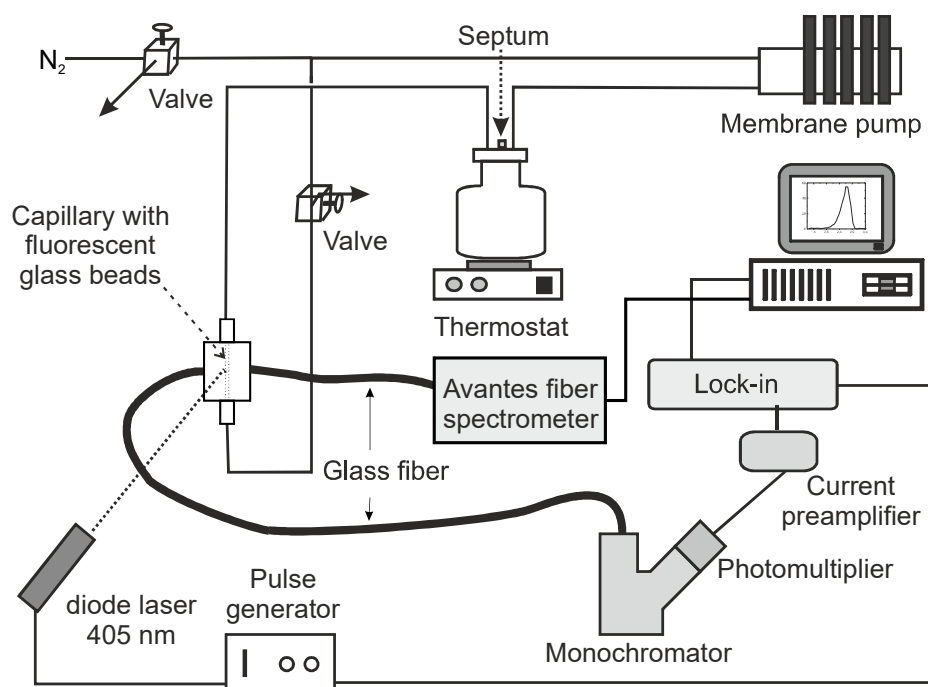 Septum
N₂
Valve
Membrane pump
Capillary with
fluorescent
glass beads
Valve
Thermostat
Avantes fiber
spectrometer
Lock-in
Glass fiber
Current
preamplifier
Photomultiplier
Pulse
generator
diode laser
405 nm
Monochromator